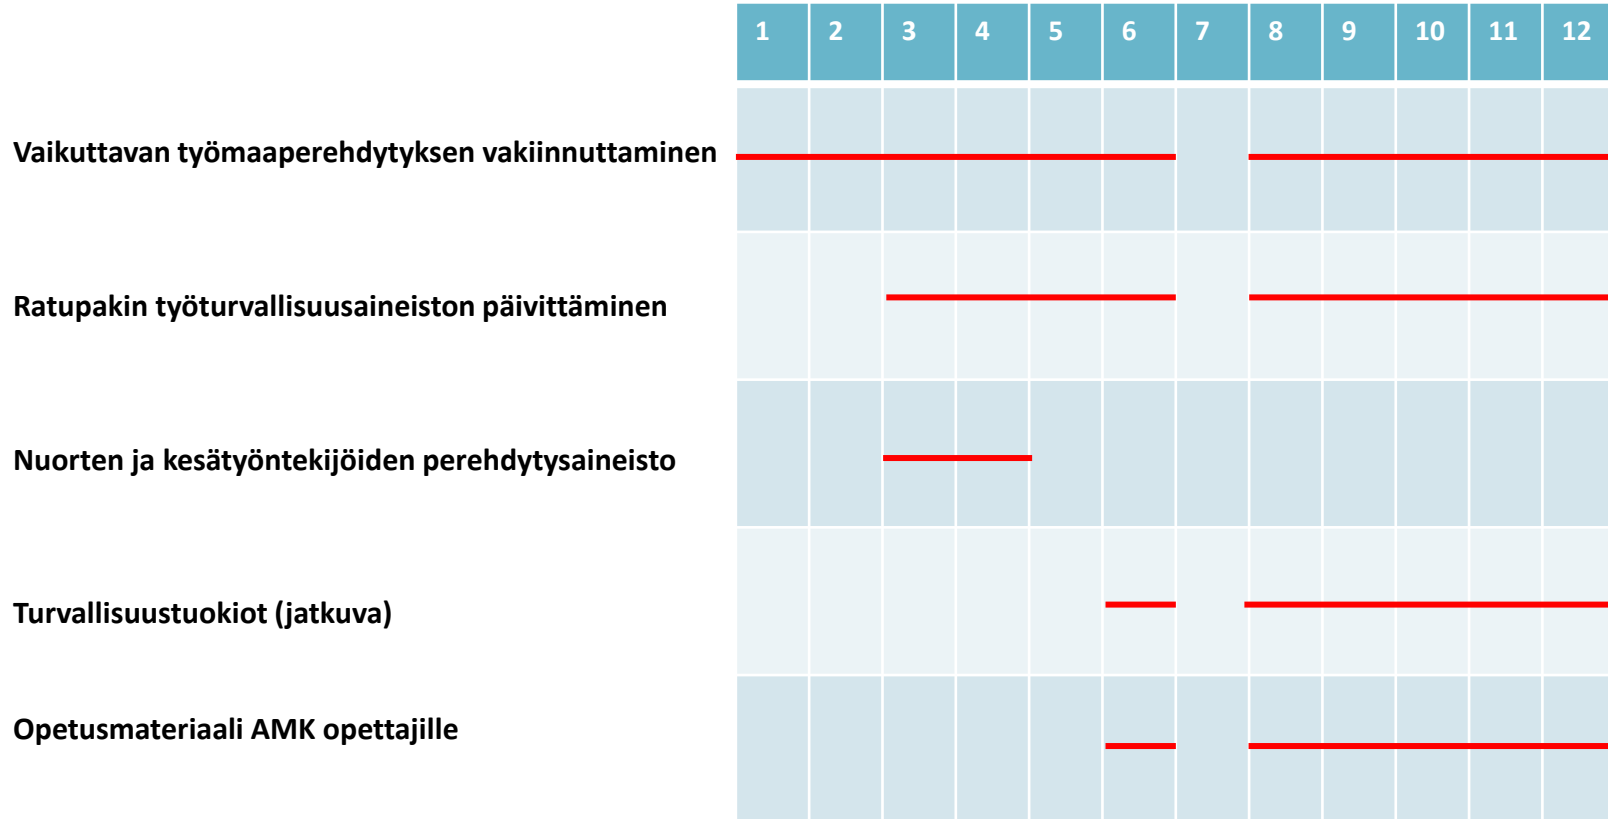 1 2 3 4 5 6 7 8 9 10 11 12
Vaikuttavan työmaaperehdytyksen vakiinnuttaminen
Ratupakin työturvallisuusaineiston päivittäminen
Nuorten ja kesätyöntekijöiden perehdytysaineisto
Turvallisuustuokiot (jatkuva)
Opetusmateriaali AMK opettajille